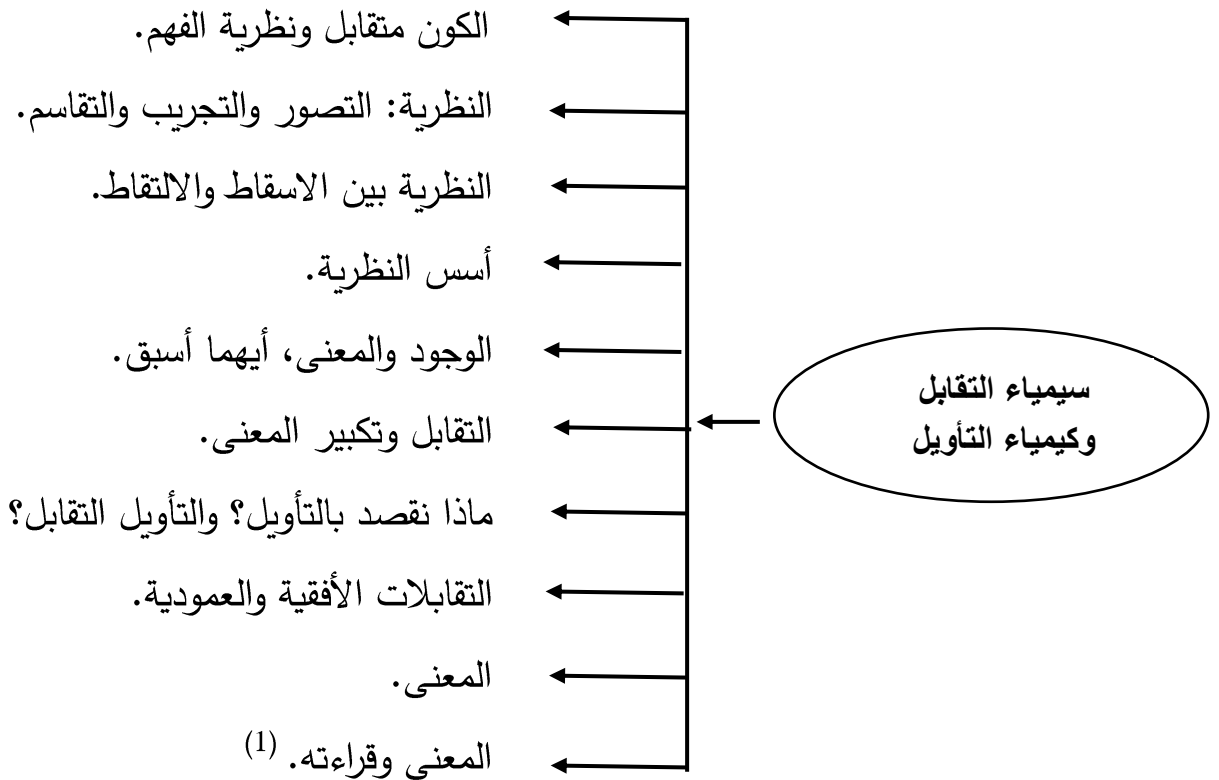 سيمياء التقابل
وكيمياء التأويل
الكون متقابل ونظرية الفهم.
النظرية: التصور والتجريب والتقاسم.
النظرية بين الاسقاط والالتقاط.
أسس النظرية.
الوجود والمعنى، أيهما أسبق.
التقابل وتكبير المعنى.
ماذا نقصد بالتأويل؟ والتأويل التقابل؟
التقابلات الأفقية والعمودية.
المعنى.
المعنى وقراءته. (1)